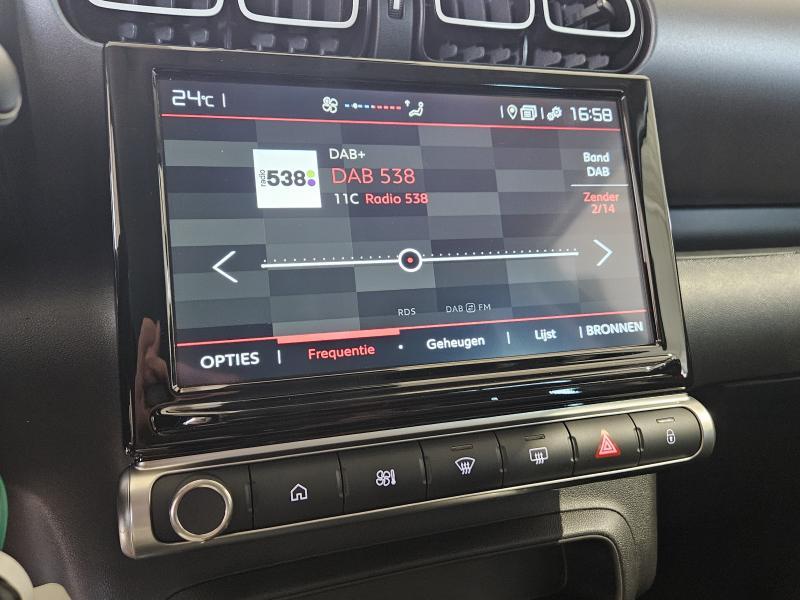 24°C
16:58
DAB+
Band
DAB
radio
538
DAB 538
11C Radio 538
Zender
2/14
RDS
DAB FM
OPTIES
Frequentie
Geheugen
Lijst
BRONNEN